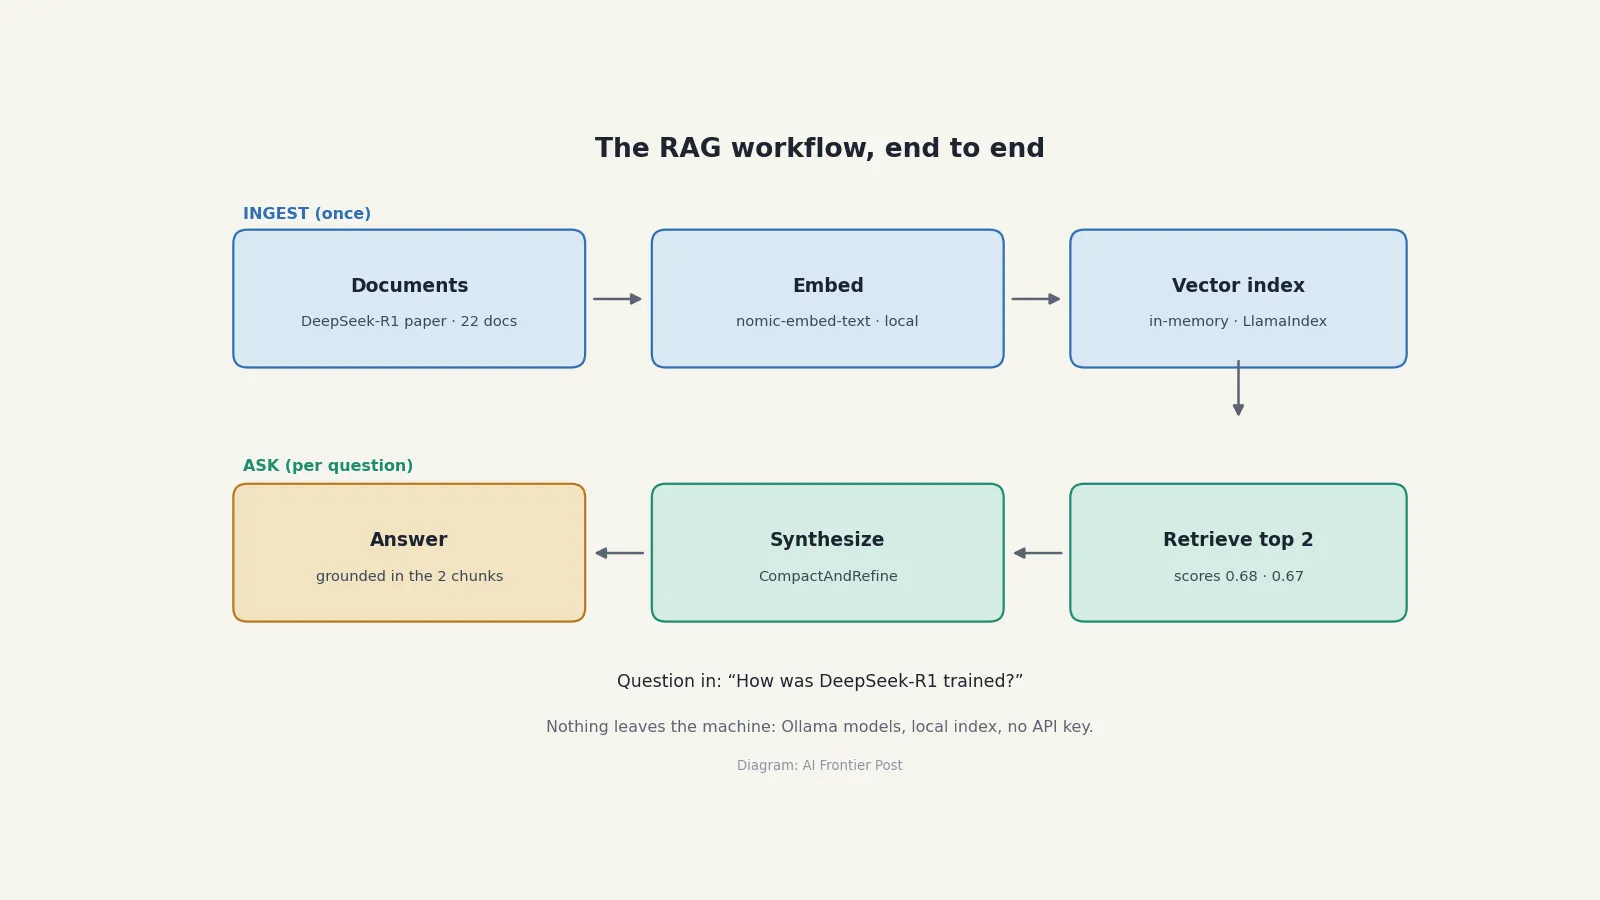 The RAG workflow, end to end
INGEST (once)
Documents
DeepSeek-R1 paper · 22 docs
Embed
nomic-embed-text · local
Vector index
in-memory · LlamaIndex
ASK (per question)
Answer
grounded in the 2 chunks
Synthesize
CompactAndRefine
Retrieve top 2
scores 0.68 · 0.67
Question in: “How was DeepSeek-R1 trained?”
Nothing leaves the machine: Ollama models, local index, no API key.
Diagram: AI Frontier Post